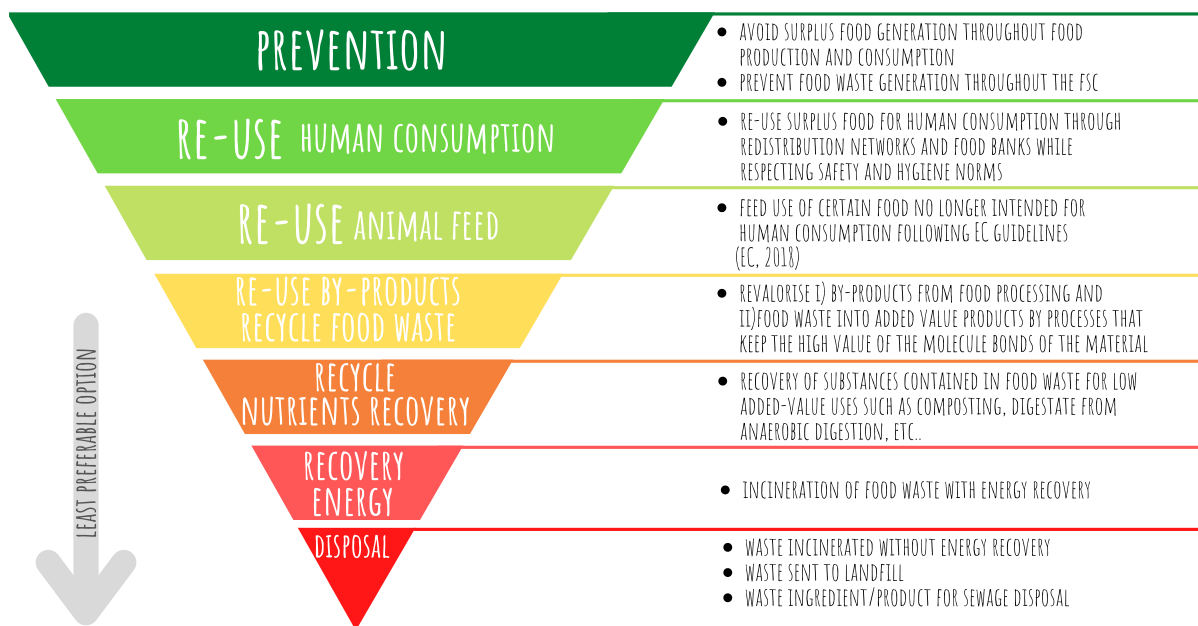 PREVENTION
• AVOID SURPLUS FOOD GENERATION THROUGHOUT FOOD
PRODUCTION AND CONSUMPTION
• PREVENT FOOD WASTE GENERATION THROUGHOUT THE FSC
RE-USE HUMAN CONSUMPTION
• RE-USE SURPLUS FOOD FOR HUMAN CONSUMPTION THROUGH
REDISTRIBUTION NETWORKS AND FOOD BANKS WHILE
RESPECTING SAFETY AND HYGIENE NORMS
RE-USE ANIMAL FEED
• FEED USE OF CERTAIN FOOD NO LONGER INTENDED FOR
HUMAN CONSUMPTION FOLLOWING EC GUIDELINES
(EC, 2018)
RE-USE BY-PRODUCTS
RECYCLE FOOD WASTE
• REVALORISE I) BY-PRODUCTS FROM FOOD PROCESSING AND
II)FOOD WASTE INTO ADDED VALUE PRODUCTS BY PROCESSES THAT
KEEP THE HIGH VALUE OF THE MOLECULE BONDS OF THE MATERIAL
RECYCLE
NUTRIENTS RECOVERY
• RECOVERY OF SUBSTANCES CONTAINED IN FOOD WASTE FOR LOW
ADDED-VALUE USES SUCH AS COMPOSTING, DIGESTATE FROM
ANAEROBIC DIGESTION, ETC..
RECOVERY
ENERGY
• INCINERATION OF FOOD WASTE WITH ENERGY RECOVERY
DISPOSAL
• WASTE INCINERATED WITHOUT ENERGY RECOVERY
• WASTE SENT TO LANDFILL
• WASTE INGREDIENT/PRODUCT FOR SEWAGE DISPOSAL
LEAST PREFERABLE OPTION